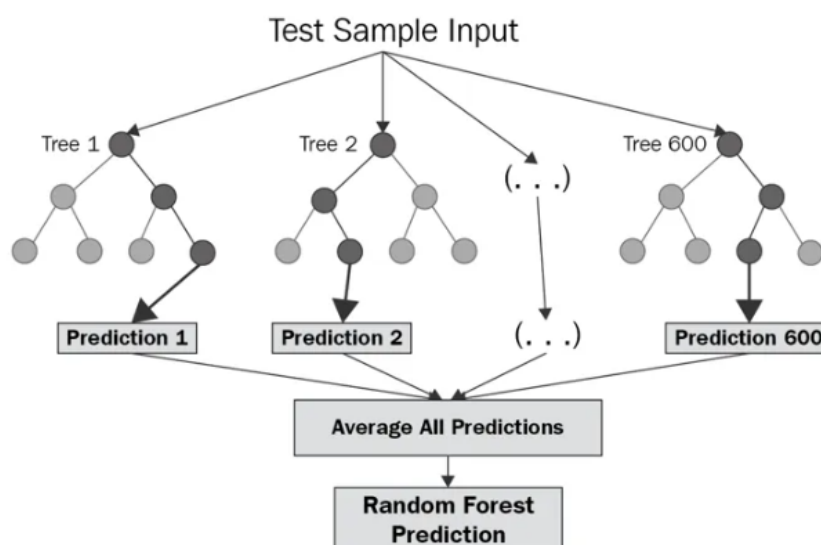 Test Sample Input
Tree 1
Tree 2
Tree 600
(. . .)
Prediction 1
Prediction 2
(. . .)
Prediction 600
Average All Predictions
Random Forest
Prediction